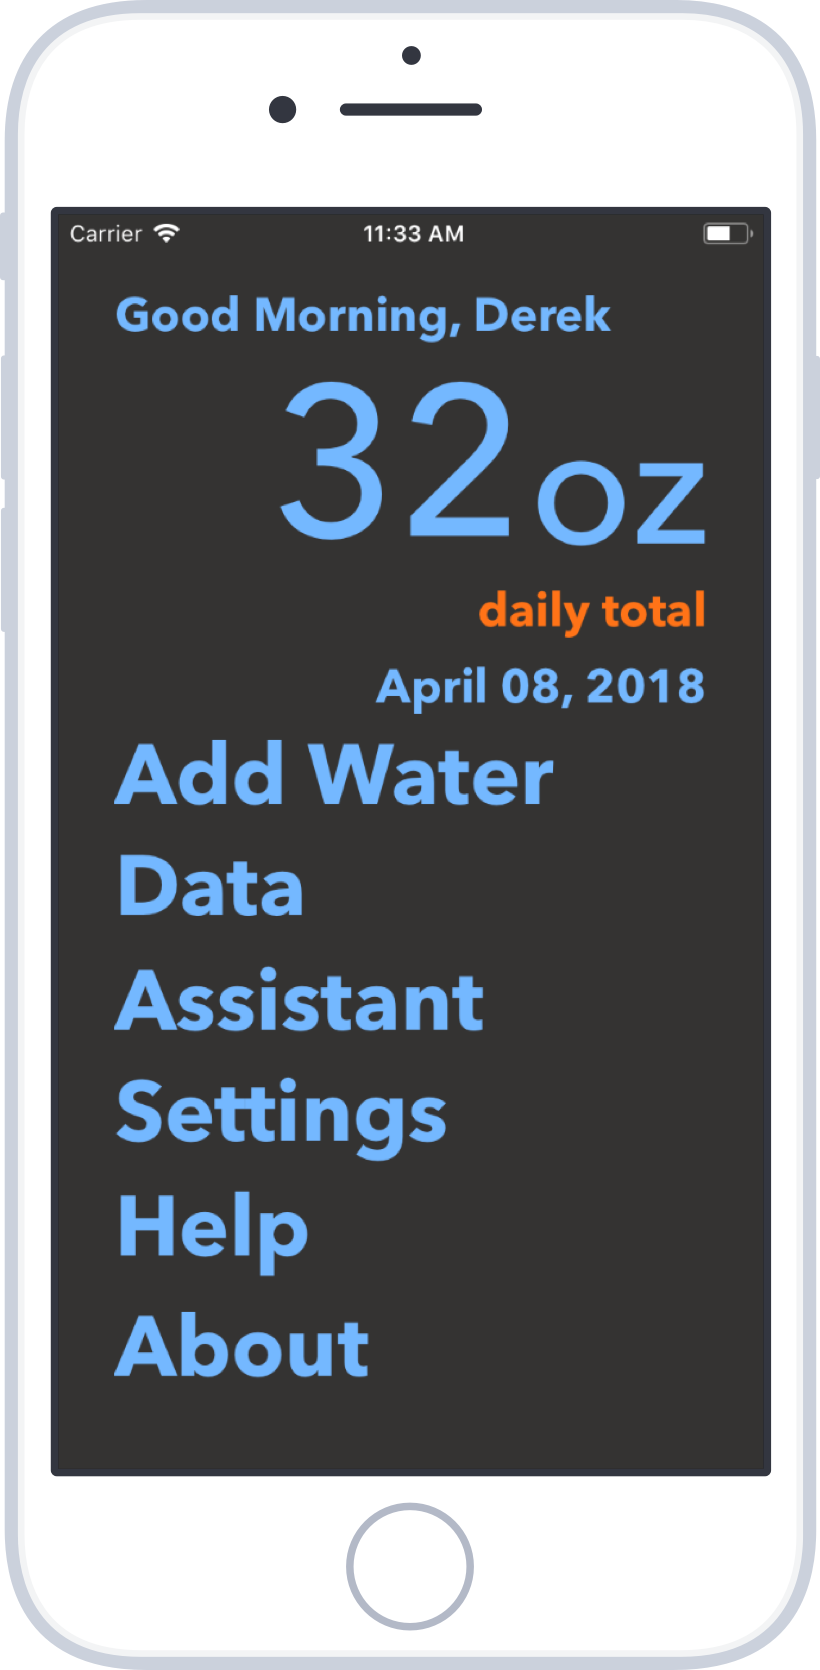 Carrier 11:33 AM
Good Morning, Derek
32oz
daily total
April 08, 2018
Add Water
Data
Assistant
Settings
Help
About